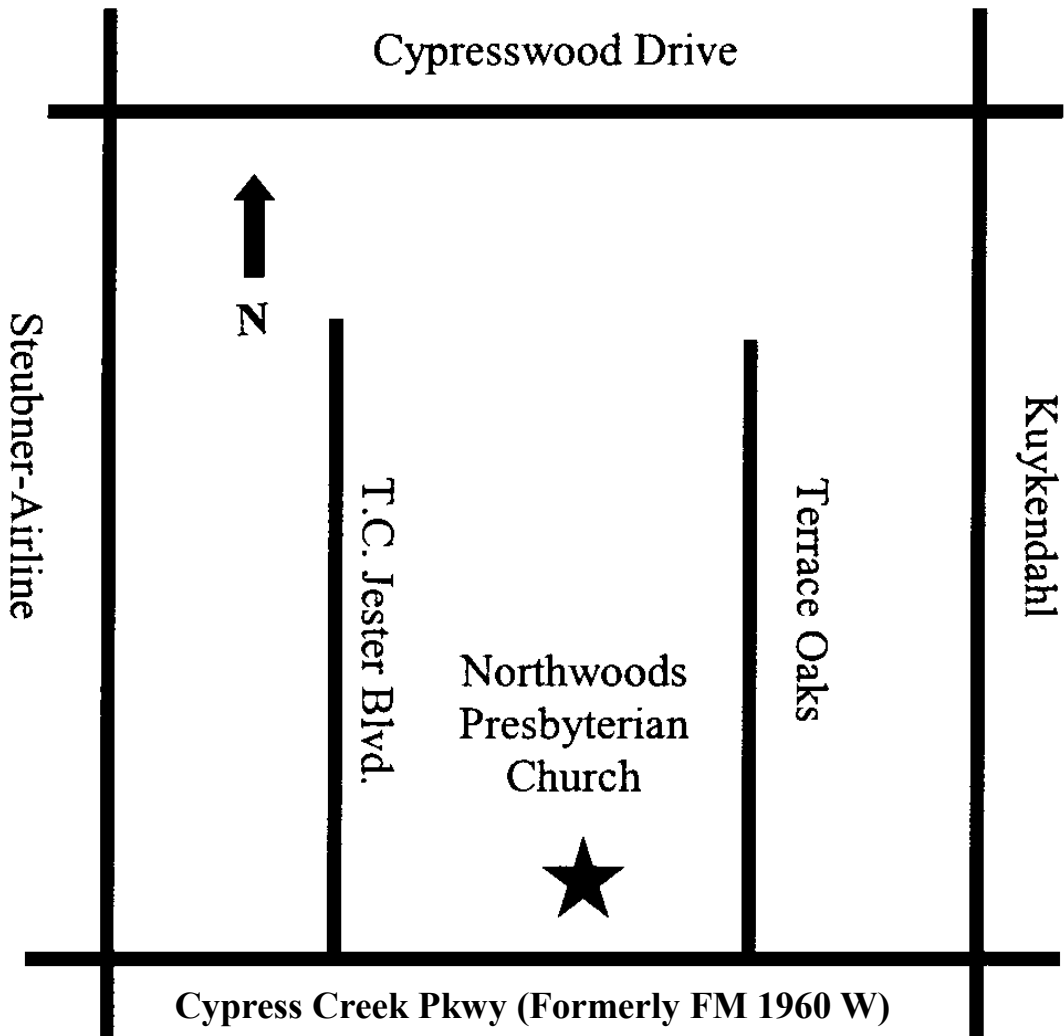 Cypresswood Drive
N
Steubner-Airline
T.C. Jester Blvd.
Terrace Oaks
Kuykendahl
Northwoods
Presbyterian
Church
Cypress Creek Pkwy (Formerly FM 1960 W)